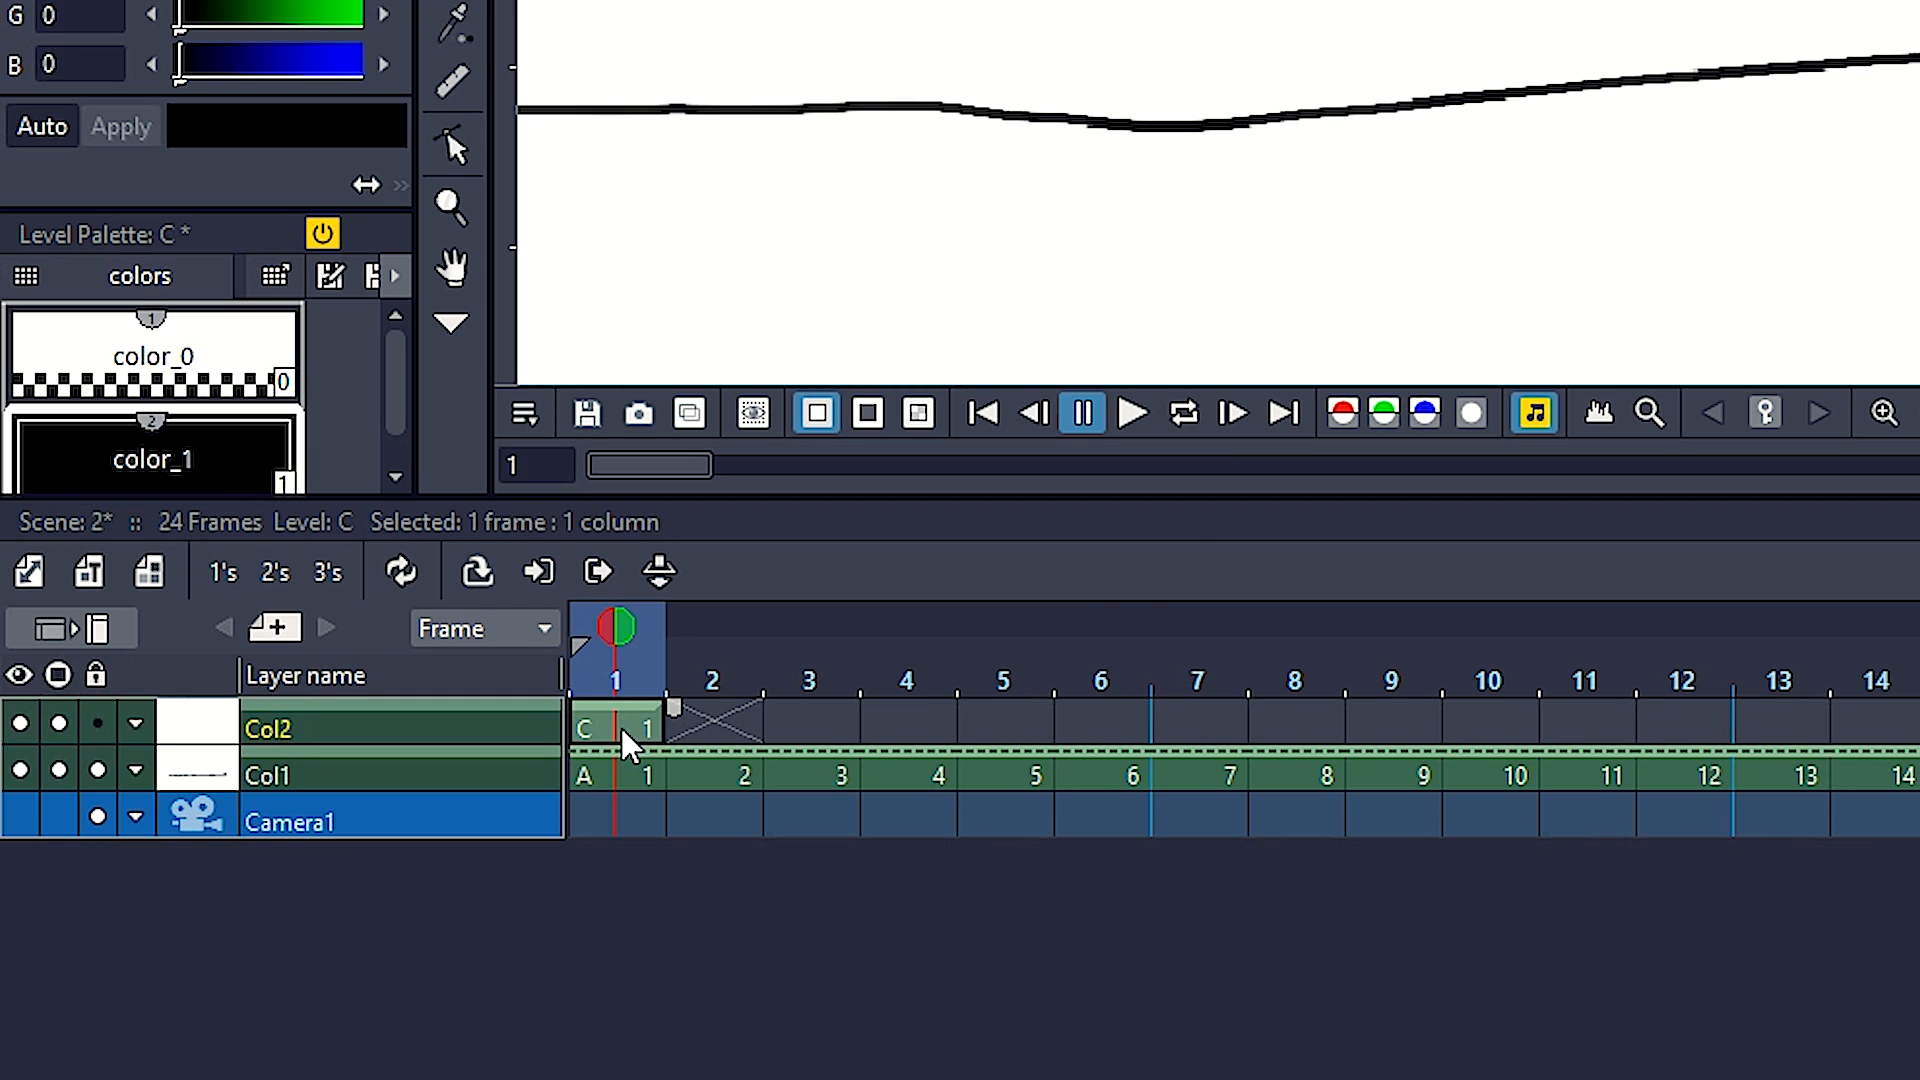 G 0
B 0
Auto Apply
Level Palette: C *
colors
1
color_0
0
2
color_1
1
1
Scene: 2* :: 24 Frames Level: C Selected: 1 frame : 1 column
1's 2's 3's
Frame
Layer name
1 2 3 4 5 6 7 8 9 10 11 12 13 14
Col2 C 1
Col1 A 1 2 3 4 5 6 7 8 9 10 11 12 13 14
Camera1